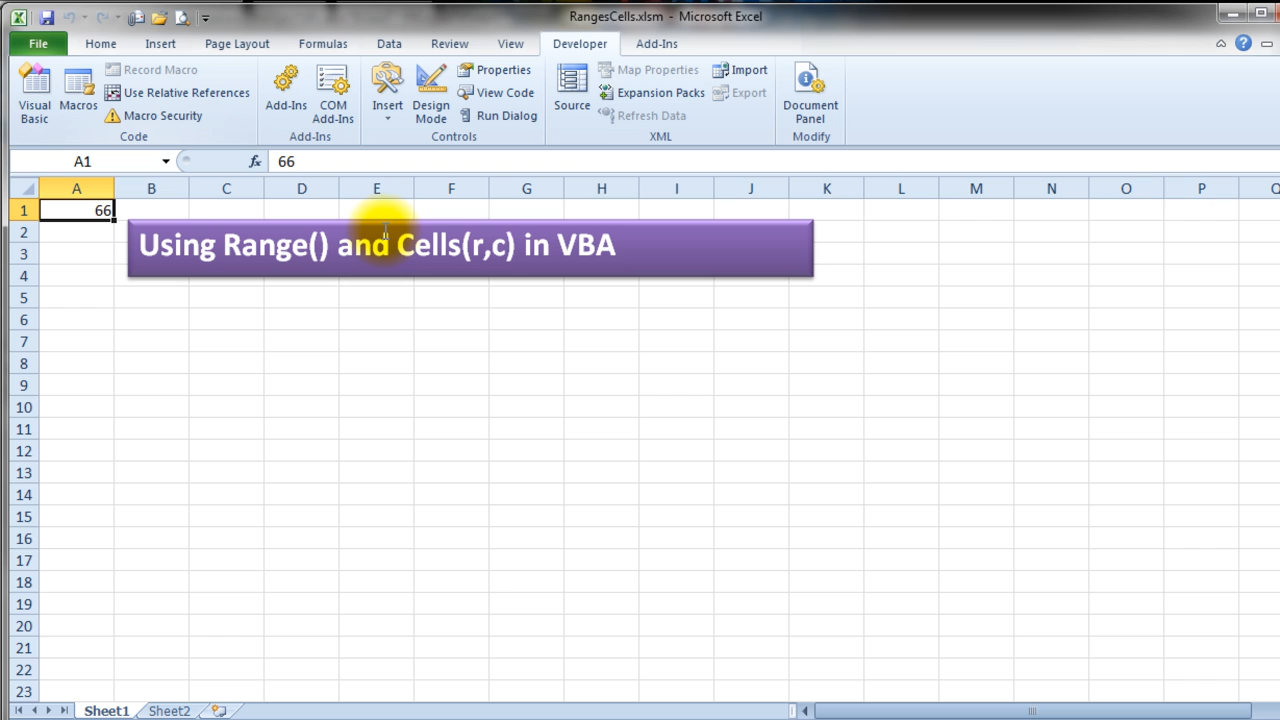 RangesCells.xlsm - Microsoft Excel
File Home Insert Page Layout Formulas Data Review View Developer Add-Ins
Visual Basic
Macros
Record Macro
Use Relative References
Macro Security
Code
Add-Ins
COM Add-Ins
Add-Ins
Insert
Design Mode
Properties
View Code
Run Dialog
Controls
Source
Map Properties
Expansion Packs
Refresh Data
Import
Export
XML
Document Panel
Modify
A1 fx 66
A B C D E F G H I J K L M N O P Q
1 66
2
Using Range() and Cells(r,c) in VBA
3
4
5
6
7
8
9
10
11
12
13
14
15
16
17
18
19
20
21
22
23
Sheet1 Sheet2